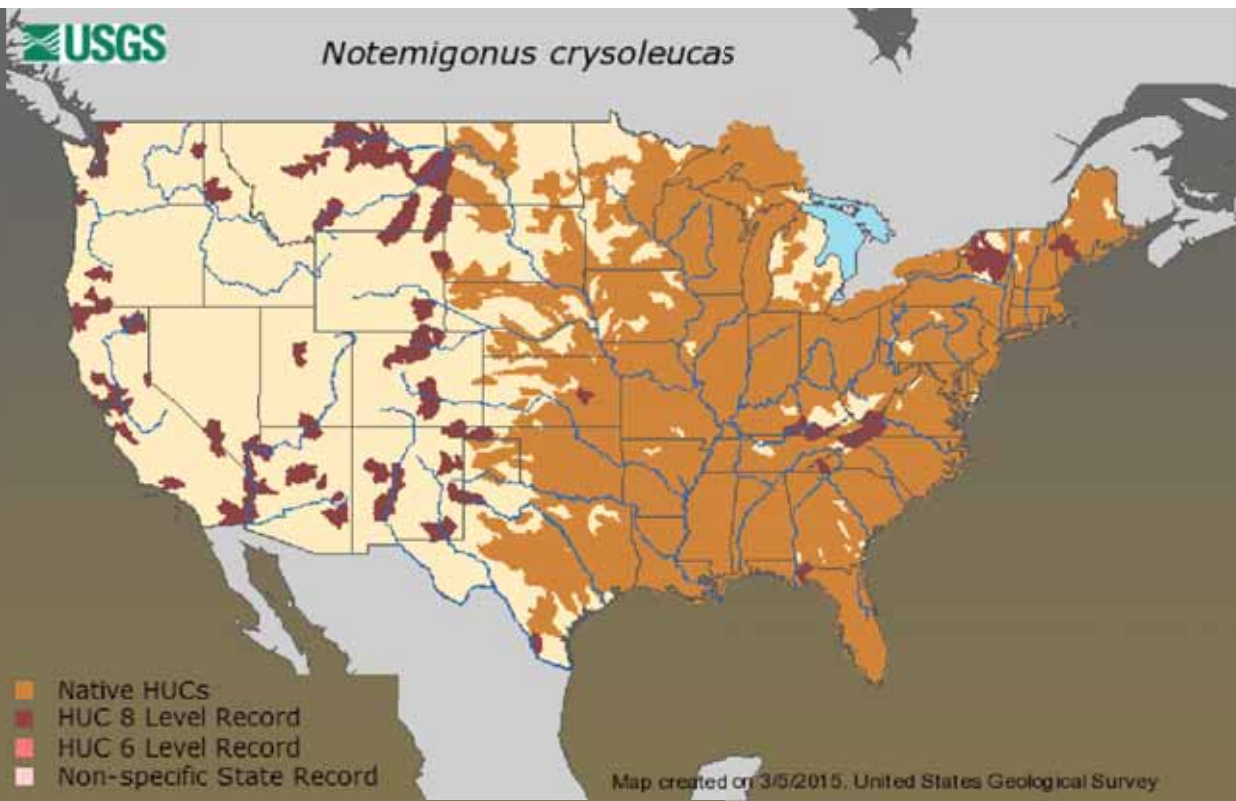 USGS
Notemigonus crysoleucas
Native HUCs
HUC 8 Level Record
HUC 6 Level Record
Non-specific State Record
Map created on 3/5/2015. United States Geological Survey